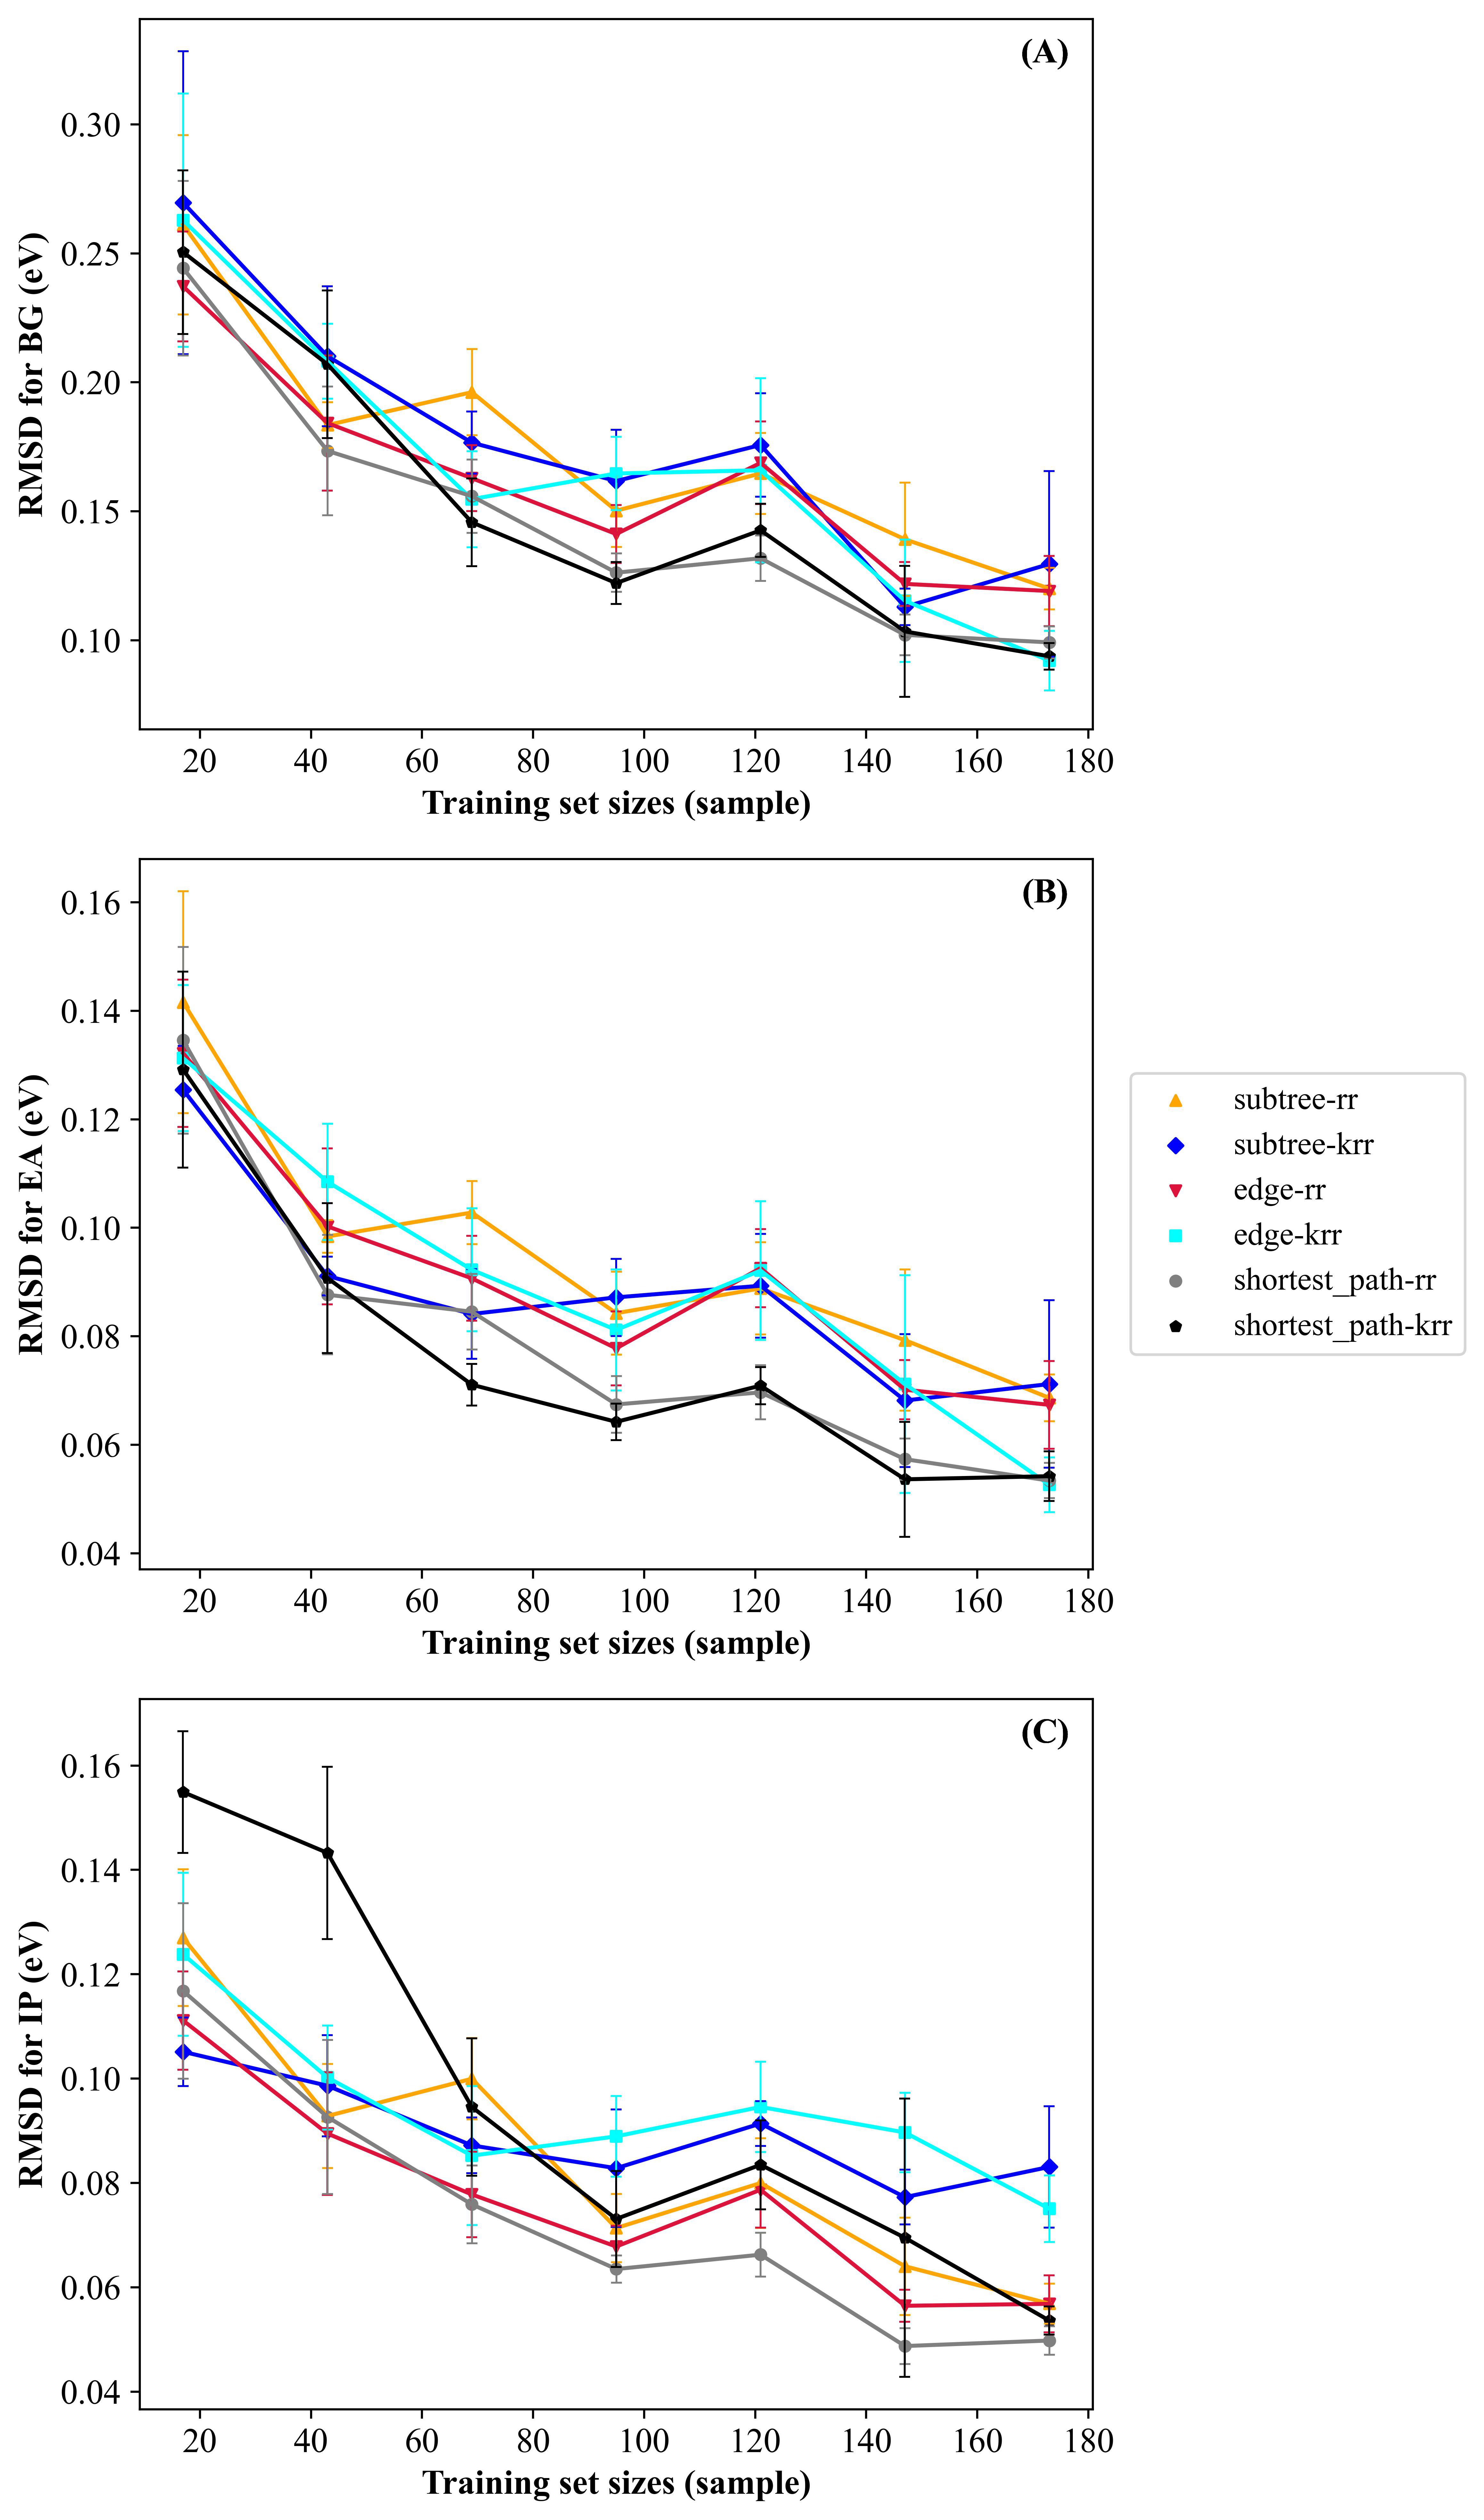 (A)
RMSD for BG (eV)
0.30
0.25
0.20
0.15
0.10
20 40 60 80 100 120 140 160 180
Training set sizes (sample)
(B)
RMSD for EA (eV)
0.16
0.14
0.12
0.10
0.08
0.06
0.04
20 40 60 80 100 120 140 160 180
Training set sizes (sample)
subtree-rr
subtree-krr
edge-rr
edge-krr
shortest_path-rr
shortest_path-krr
(C)
RMSD for IP (eV)
0.16
0.14
0.12
0.10
0.08
0.06
0.04
20 40 60 80 100 120 140 160 180
Training set sizes (sample)